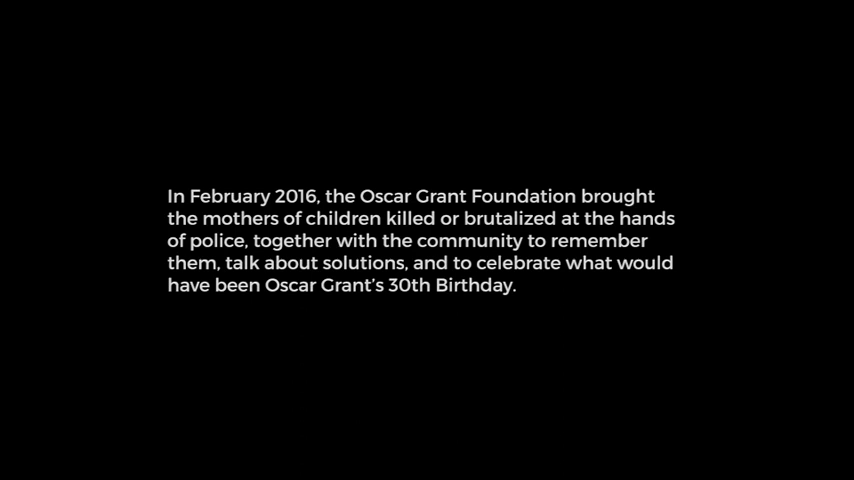 In February 2016, the Oscar Grant Foundation brought
the mothers of children killed or brutalized at the hands
of police, together with the community to remember
them, talk about solutions, and to celebrate what would
have been Oscar Grant’s 30th Birthday.